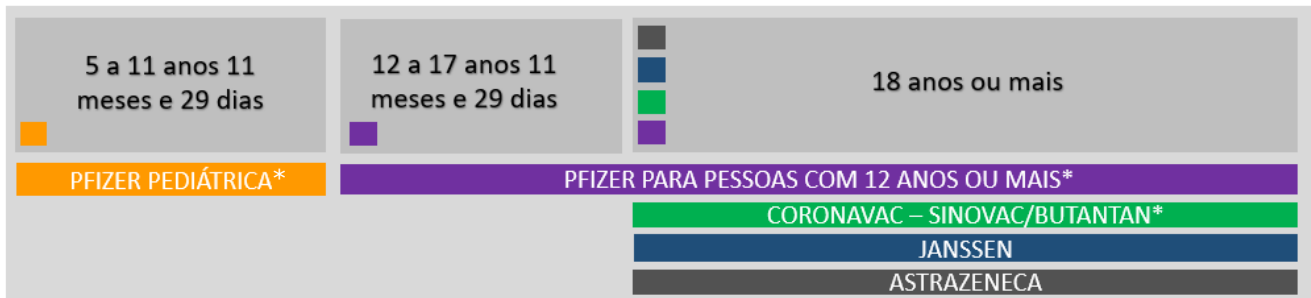 5 a 11 anos 11
meses e 29 dias
12 a 17 anos 11
meses e 29 dias
18 anos ou mais
PFIZER PEDIÁTRICA*
PFIZER PARA PESSOAS COM 12 ANOS OU MAIS*
CORONAVAC – SINOVAC/BUTANTAN*
JANSSEN
ASTRAZENECA